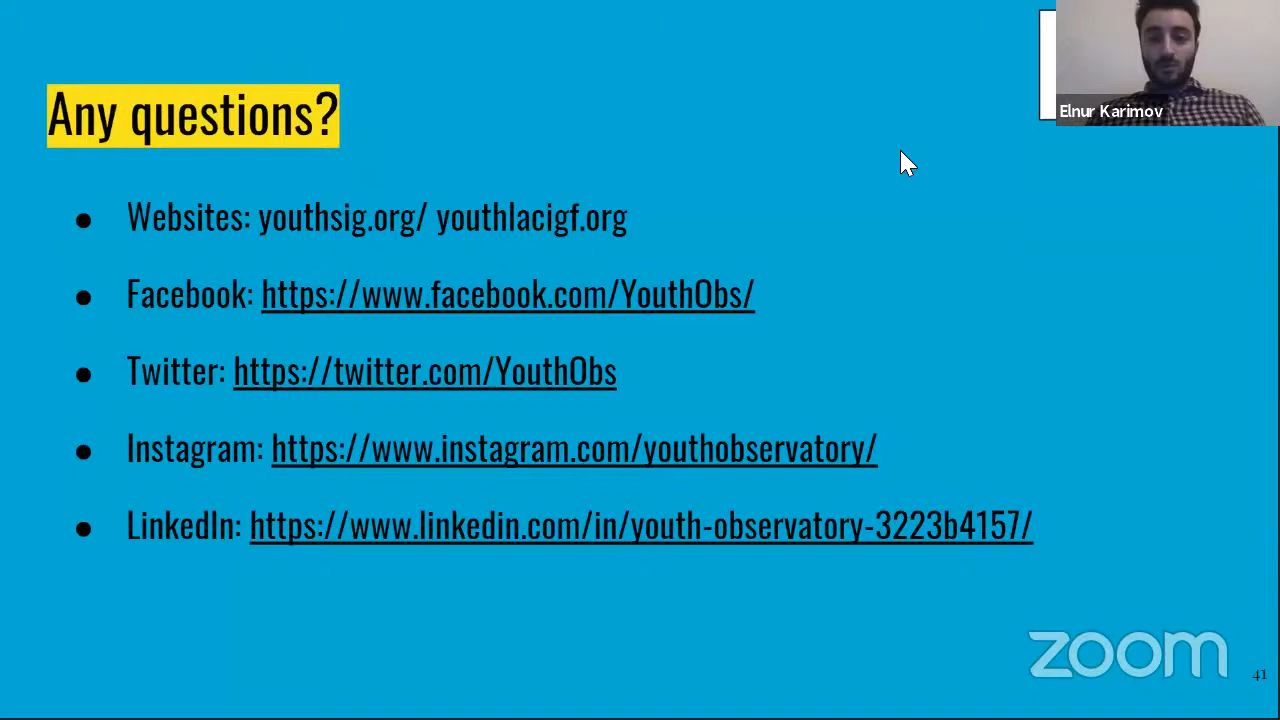 Any questions?
Elnur Karimov
● Websites: youthsig.org/ youthlacigf.org
● Facebook: https://www.facebook.com/YouthObs/
● Twitter: https://twitter.com/YouthObs
● Instagram: https://www.instagram.com/youthobservatory/
● LinkedIn: https://www.linkedin.com/in/youth-observatory-3223b4157/
zoom
41